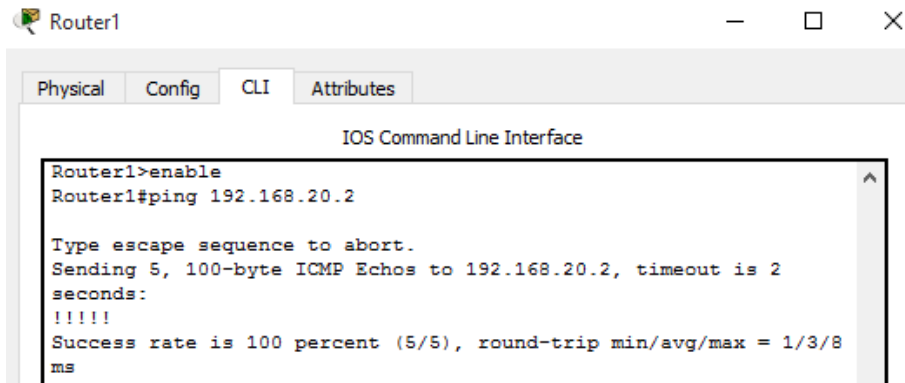 Router1
Physical Config CLI Attributes
IOS Command Line Interface
Router1>enable
Router1#ping 192.168.20.2
Type escape sequence to abort.
Sending 5, 100-byte ICMP Echos to 192.168.20.2, timeout is 2
seconds:
!!!!!
Success rate is 100 percent (5/5), round-trip min/avg/max = 1/3/8
ms